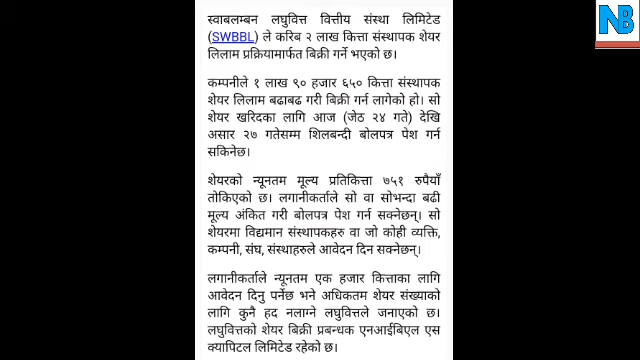 NB
स्वाबलम्बन लघुवित्त वित्तीय संस्था लिमिटेड
(SWBBL) ले करिब २ लाख कित्ता संस्थापक शेयर
लिलाम प्रक्रियामार्फत बिक्री गर्ने भएको छ।
कम्पनीले १ लाख ९० हजार ६५० कित्ता संस्थापक
शेयर लिलाम बढाबढ गरी बिक्री गर्न लागेको हो। सो
शेयर खरिदका लागि आज (जेठ २४ गते) देखि
असार २७ गतेसम्म शिलबन्दी बोलपत्र पेश गर्न
सकिनेछ।
शेयरको न्यूनतम मूल्य प्रतिकित्ता ७५१ रुपैयाँ
तोकिएको छ। लगानीकर्ताले सो वा सोभन्दा बढी
मूल्य अंकित गरी बोलपत्र पेश गर्न सक्नेछन्। सो
शेयरमा विद्यमान संस्थापकहरु वा जो कोही व्यक्ति,
कम्पनी, संघ, संस्थाहरुले आवेदन दिन सक्नेछन्।
लगानीकर्ताले न्यूनतम एक हजार कित्ताका लागि
आवेदन दिनु पर्नेछ भने अधिकतम शेयर संख्याको
लागि कुनै हद नलाग्ने लघुवित्तले जनाएको छ।
लघुवित्तको शेयर बिक्री प्रबन्धक एनआईबिएल एस
क्यापिटल लिमिटेड रहेको छ।